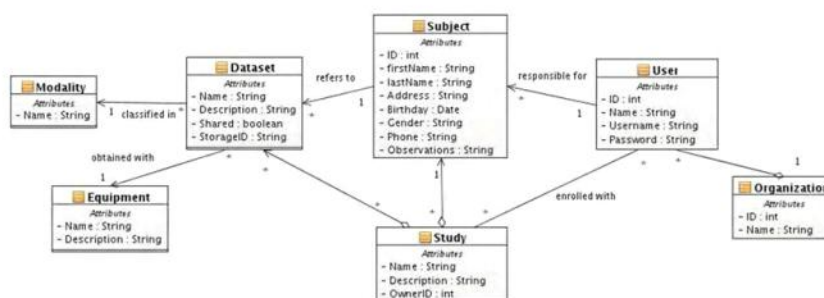 Subject
Attributes
- ID : int
- firstName : String
- lastName : String
- Address : String
- Birthday : Date
- Gender : String
- Phone : String
- Observations : String
Dataset
Attributes
- Name : String
- Description : String
- Shared : boolean
- StorageID : String
Modality
Attributes
- Name : String
User
Attributes
- ID : int
- Name : String
- Username : String
- Password : String
Equipment
Attributes
- Name : String
- Description : String
Study
Attributes
- Name : String
- Description : String
- OwnerID : int
Organization
Attributes
- ID : int
- Name : String
refers to
1
*
responsible for
*
1
1
classified in
*
obtained with
*
1
*
*
1
*
enrolled with
*
*
*
1